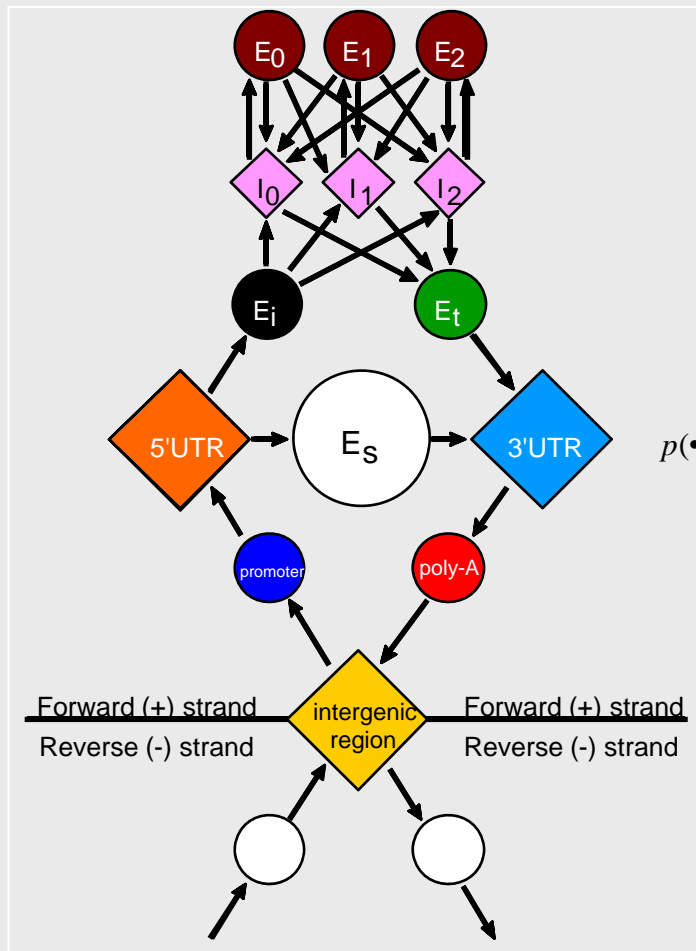 E₀ E₁ E₂
I₀ I₁ I₂
Eᵢ Eₜ
5'UTR Eₛ 3'UTR p(•
promoter poly-A
Forward (+) strand intergenic Forward (+) strand
Reverse (-) strand region Reverse (-) strand